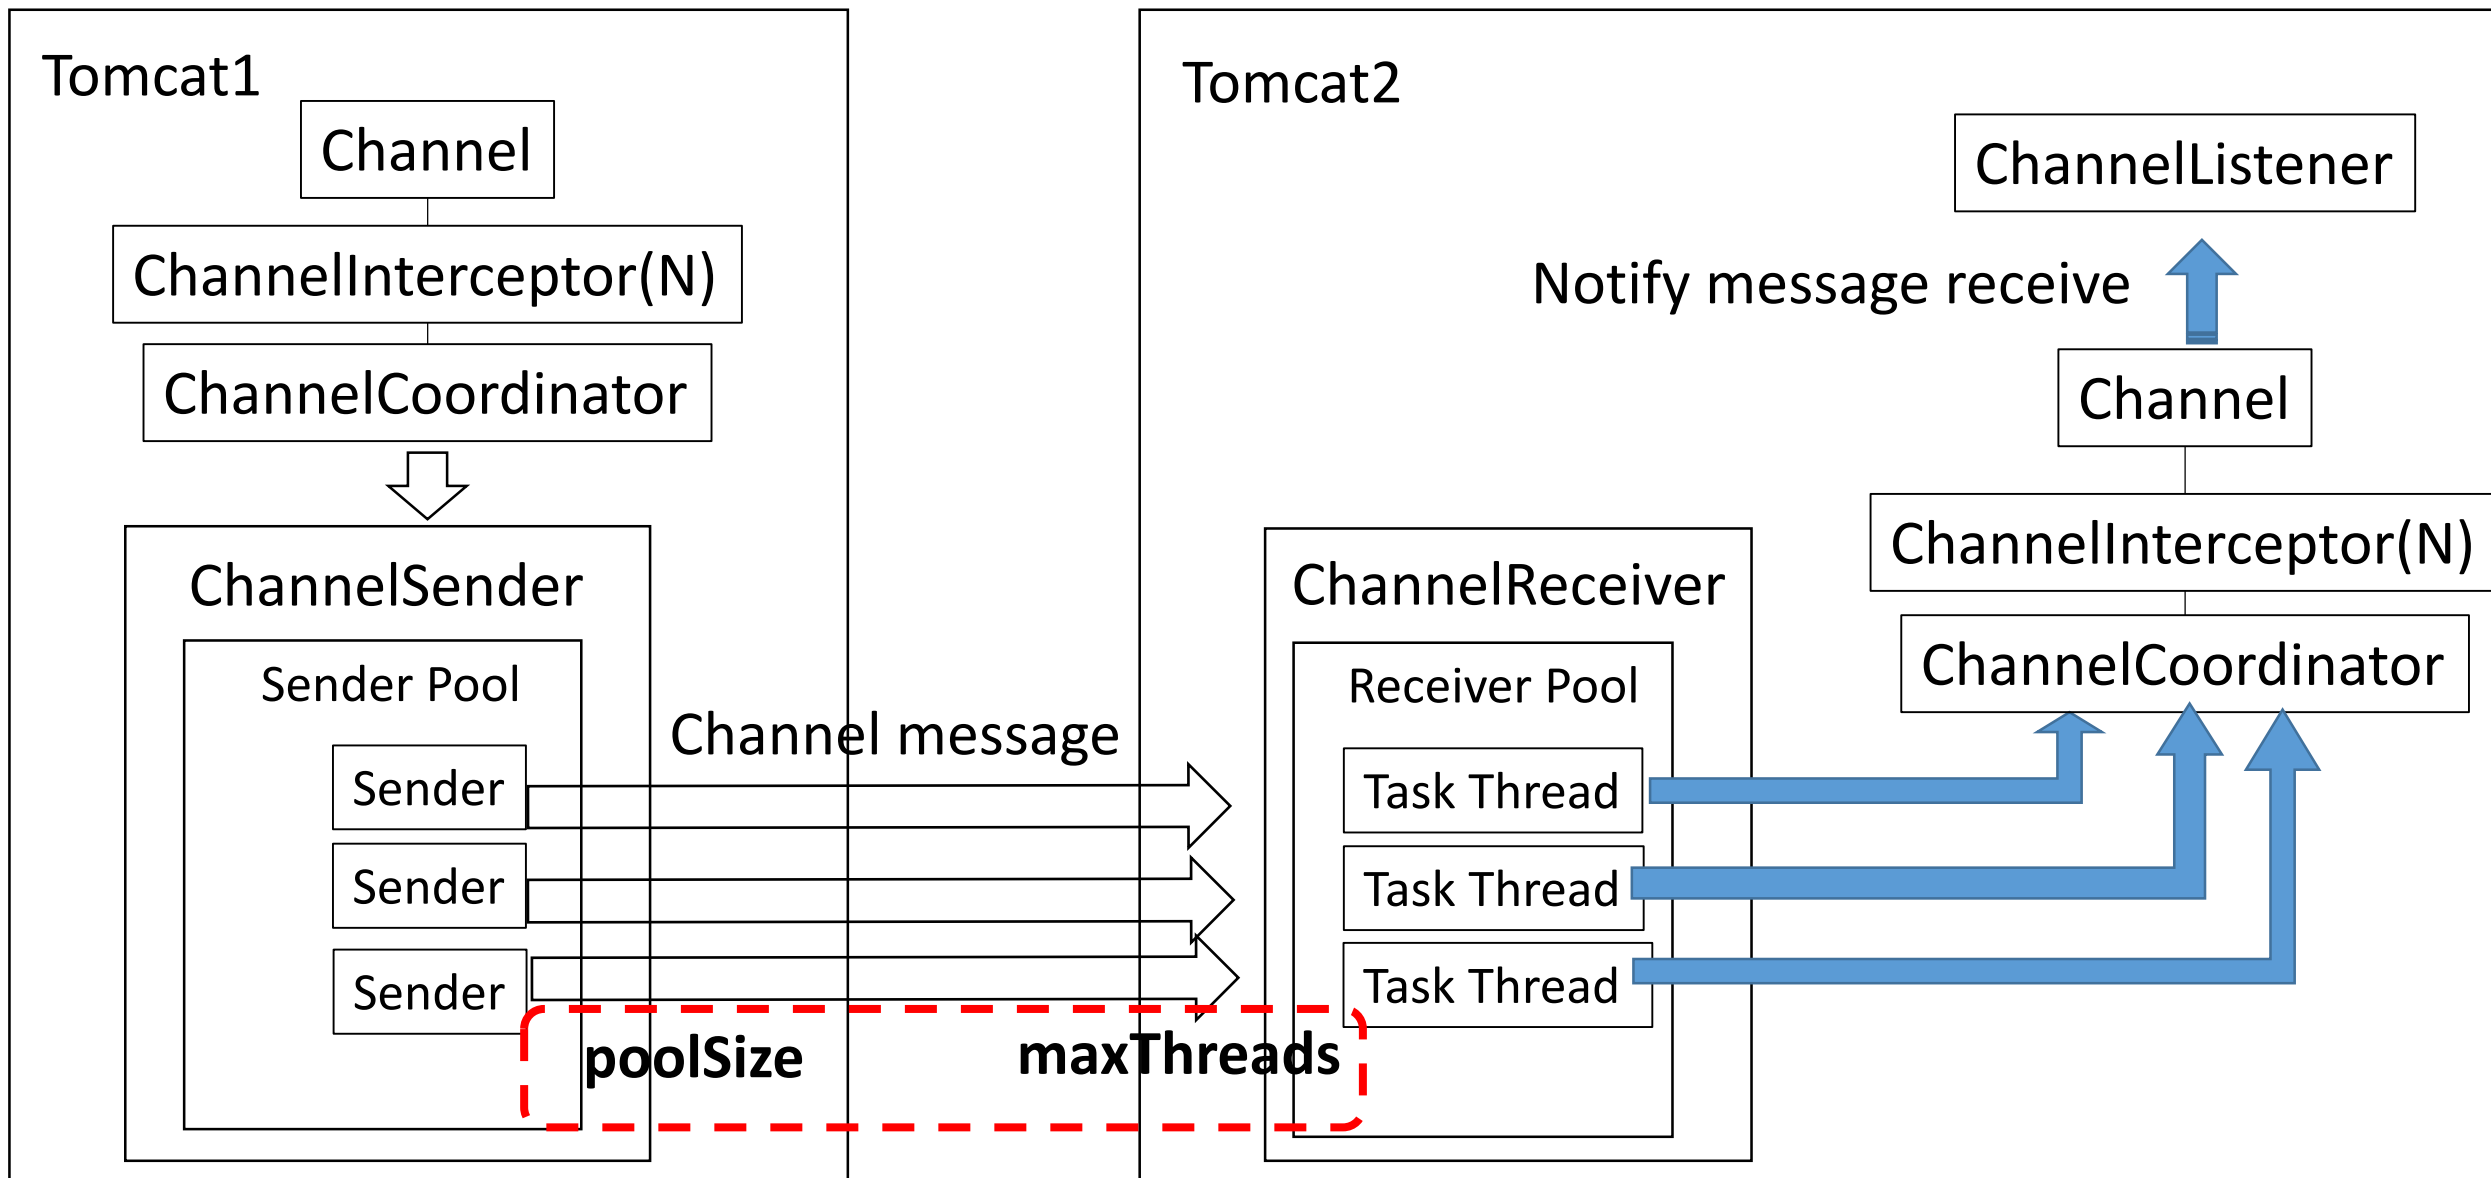 Tomcat1
Channel
ChannelInterceptor(N)
ChannelCoordinator
ChannelSender
Sender Pool
Sender
Sender
Sender
Channel message
poolSize
maxThreads
Tomcat2
ChannelReceiver
Receiver Pool
Task Thread
Task Thread
Task Thread
ChannelListener
Notify message receive
Channel
ChannelInterceptor(N)
ChannelCoordinator